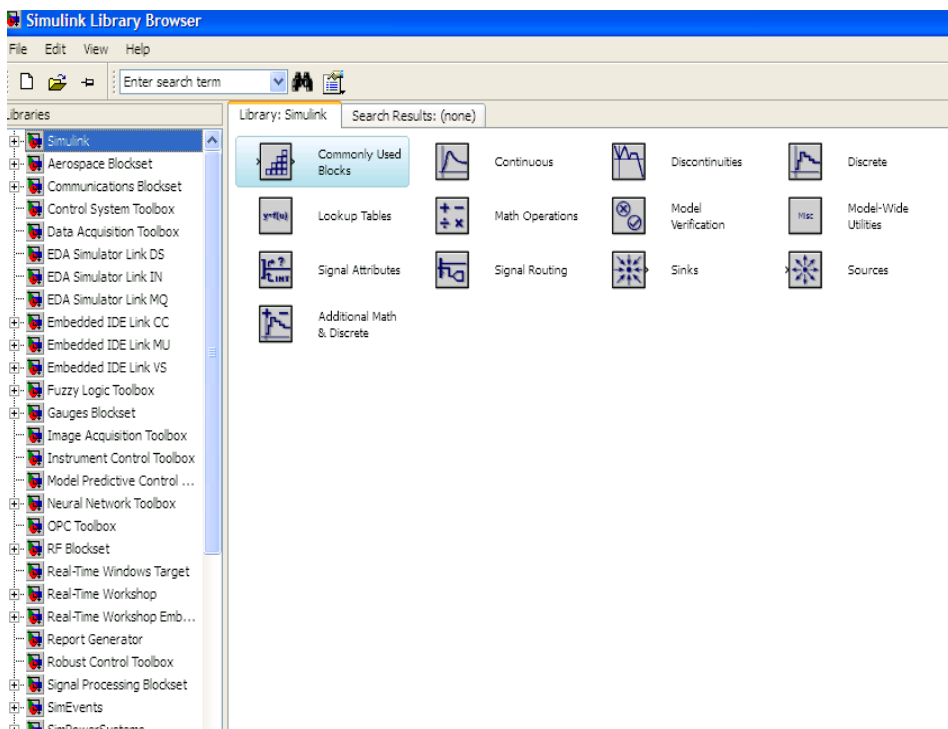 Simulink Library Browser
File Edit View Help
Enter search term
Libraries
Library: Simulink Search Results: (none)
Simulink
Aerospace Blockset
Communications Blockset
Control System Toolbox
Data Acquisition Toolbox
EDA Simulator Link DS
EDA Simulator Link IN
EDA Simulator Link MQ
Embedded IDE Link CC
Embedded IDE Link MU
Embedded IDE Link VS
Fuzzy Logic Toolbox
Gauges Blockset
Image Acquisition Toolbox
Instrument Control Toolbox
Model Predictive Control ...
Neural Network Toolbox
OPC Toolbox
RF Blockset
Real-Time Windows Target
Real-Time Workshop
Real-Time Workshop Emb...
Report Generator
Robust Control Toolbox
Signal Processing Blockset
SimEvents
SimPowerSystems
Commonly Used
Blocks
Continuous
Discontinuities
Discrete
y=f(u)
Lookup Tables
Math Operations
Model
Verification
Misc
Model-Wide
Utilities
Signal Attributes
Signal Routing
Sinks
Sources
Additional Math
& Discrete